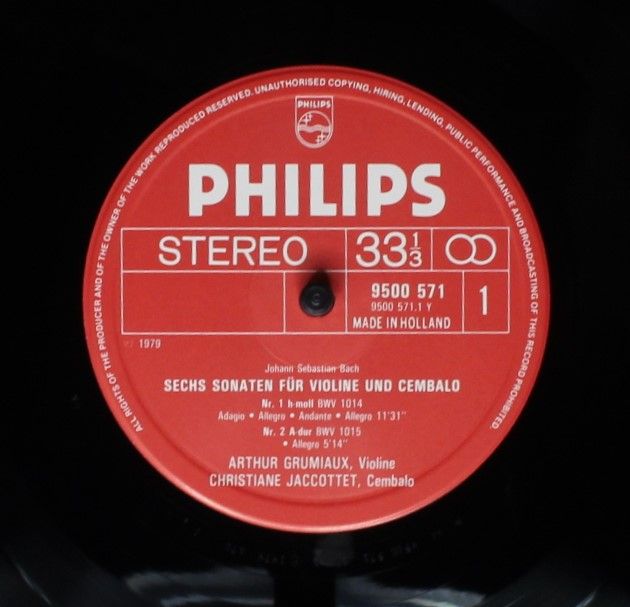 ALL RIGHTS OF THE PRODUCER AND OF THE OWNER OF THE WORK REPRODUCED RESERVED. UNAUTHORISED COPYING, HIRING, LENDING, PUBLIC PERFORMANCE AND BROADCASTING OF THIS RECORD PROHIBITED
PHILIPS
PHILIPS
STEREO
33 1/3
9500 571
9500 571.1 Y
MADE IN HOLLAND
1
1979
Johann Sebastian Bach
SECHS SONATEN FÜR VIOLINE UND CEMBALO
Nr. 1 h-moll BWV 1014
Adagio • Allegro • Andante • Allegro 11'31"
Nr. 2 A-dur BWV 1015
• Allegro 5'14"
ARTHUR GRUMIAUX, Violine
CHRISTIANE JACCOTTET, Cembalo